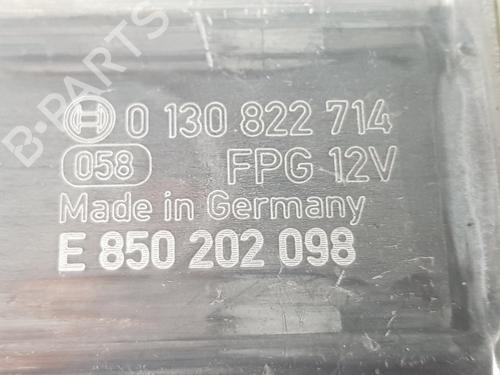 B-PARTS
0 130 822 714
058 FPG 12V
Made in Germany
E 850 202 098